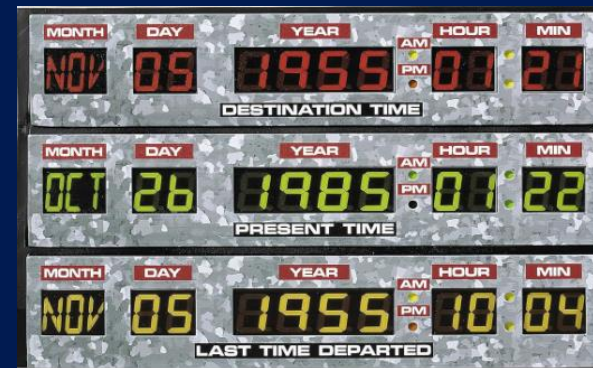 MONTH DAY YEAR HOUR MIN
AM
NOV 05 1955 01 21
PM
DESTINATION TIME
MONTH DAY YEAR HOUR MIN
AM
OCT 26 1985 01 22
PM
PRESENT TIME
MONTH DAY YEAR HOUR MIN
AM
NOV 05 1955 10 04
PM
LAST TIME DEPARTED